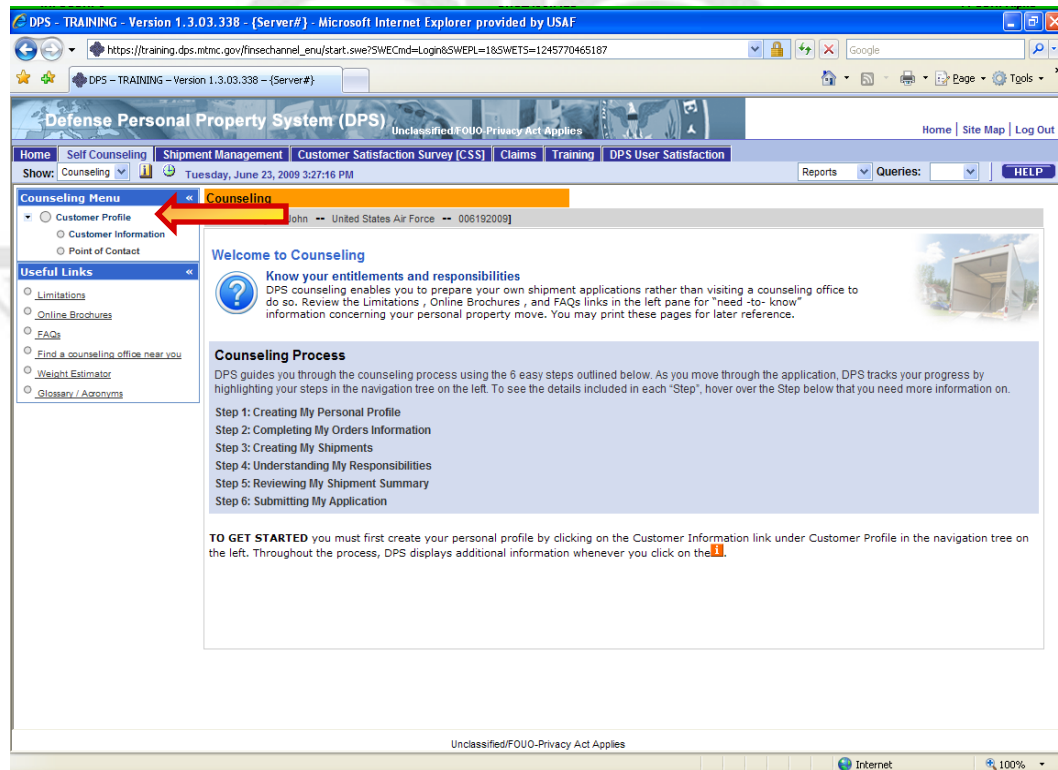 DPS - TRAINING - Version 1.3.03.338 - {Server#} - Microsoft Internet Explorer provided by USAF
https://training.dps.mtmc.gov/finsechannel_enu/start.swe?SWECmd=Login&SWEPL=1&SWETS=1245770465187
Google
DPS – TRAINING – Version 1.3.03.338 – {Server#}
Page Tools
Defense Personal Property System (DPS)
Unclassified/FOUO-Privacy Act Applies
Home | Site Map | Log Out
Home Self Counseling Shipment Management Customer Satisfaction Survey [CSS] Claims Training DPS User Satisfaction
Show: Counseling Tuesday, June 23, 2009 3:27:16 PM Reports Queries: HELP
Counseling Menu «
Customer Profile
Customer Information
Point of Contact
Useful Links «
Limitations
Online Brochures
FAQs
Find a counseling office near you
Weight Estimator
Glossary / Acronyms
Counseling
John -- United States Air Force -- 006192009]
Welcome to Counseling
Know your entitlements and responsibilities
DPS counseling enables you to prepare your own shipment applications rather than visiting a counseling office to
do so. Review the Limitations , Online Brochures , and FAQs links in the left pane for "need -to- know"
information concerning your personal property move. You may print these pages for later reference.
Counseling Process
DPS guides you through the counseling process using the 6 easy steps outlined below. As you move through the application, DPS tracks your progress by
highlighting your steps in the navigation tree on the left. To see the details included in each "Step", hover over the Step below that you need more information on.
Step 1: Creating My Personal Profile
Step 2: Completing My Orders Information
Step 3: Creating My Shipments
Step 4: Understanding My Responsibilities
Step 5: Reviewing My Shipment Summary
Step 6: Submitting My Application
TO GET STARTED you must first create your personal profile by clicking on the Customer Information link under Customer Profile in the navigation tree on
the left. Throughout the process, DPS displays additional information whenever you click on the i.
Unclassified/FOUO-Privacy Act Applies
Internet 100%